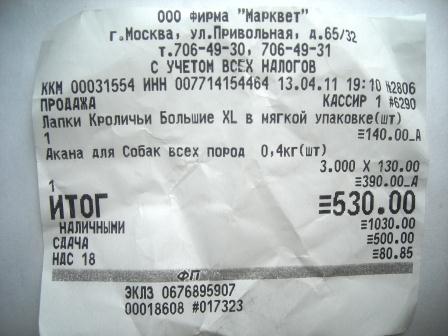 ООО фирма "Марквет"
г.Москва, ул.Привольная, д.65/32
т.706-49-30, 706-49-31
С УЧЕТОМ ВСЕХ НАЛОГОВ
ККМ 00031554 ИНН 007714154464 13.04.11 19:10 №2806
ПРОДАЖА КАССИР 1 #6290
Лапки Кроличьи Большие XL в мягкой упаковке(шт)
1 ≡140.00_А
Акана для Собак всех пород 0,4кг(шт)
3.000 X 130.00
1 ≡390.00_А
ИТОГ ≡530.00
НАЛИЧНЫМИ ≡1030.00
СДАЧА ≡500.00
НДС 18 ≡80.85
ФП
ЭКЛЗ 0676895907
00018608 #017323